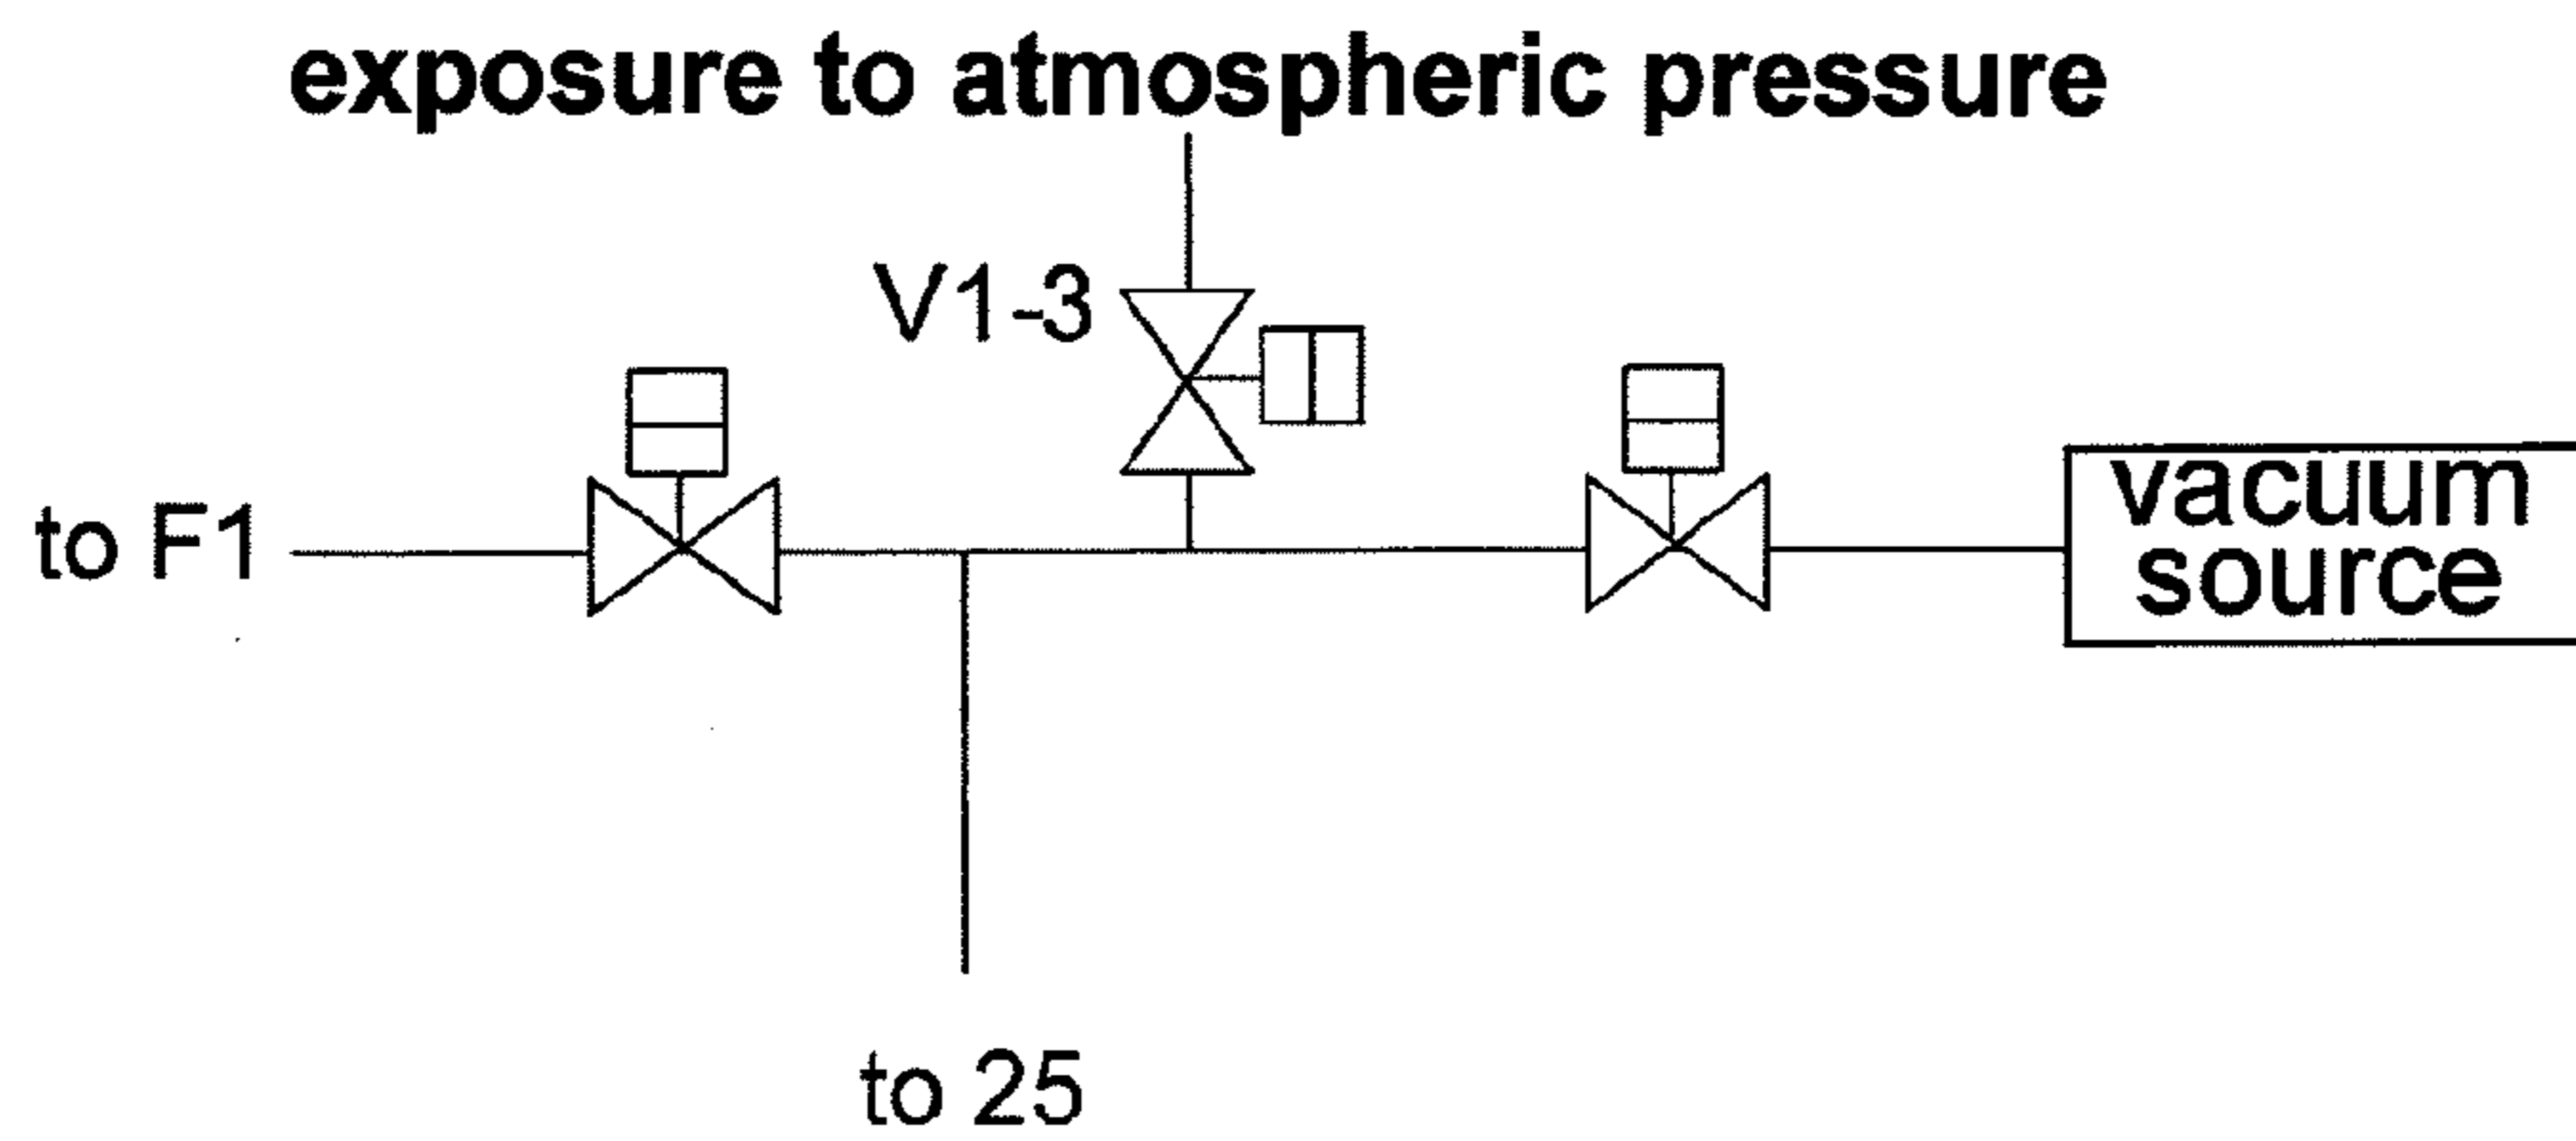 exposure to atmospheric pressure
V1-3
to F1
vacuum
source
to 25